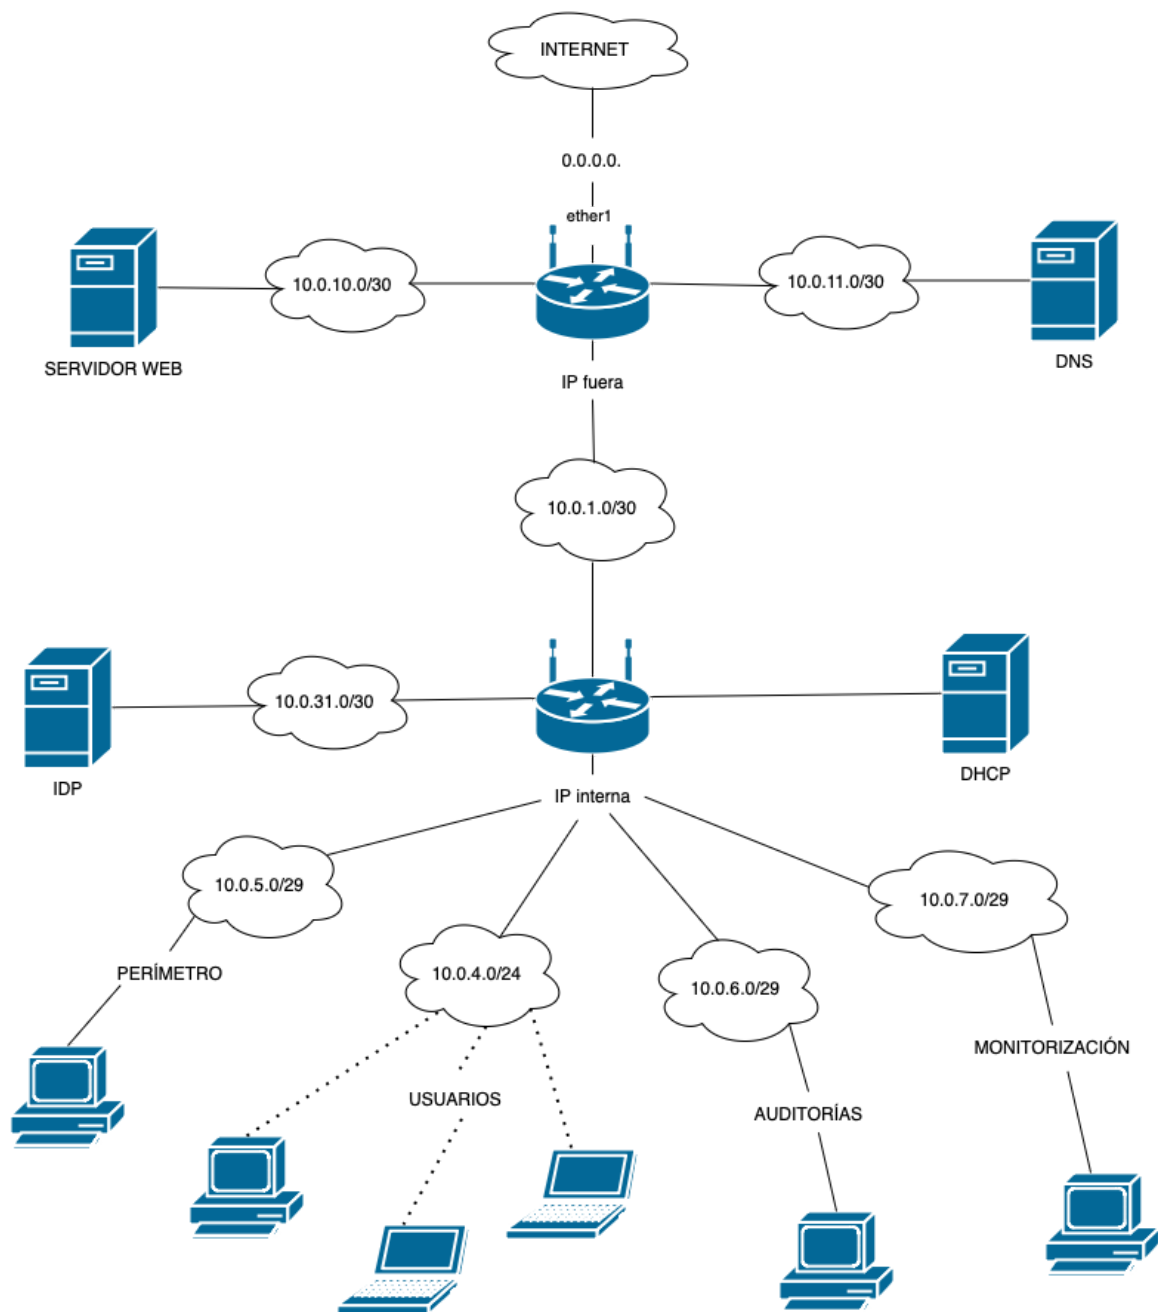 INTERNET
0.0.0.0.
ether1
10.0.10.0/30
10.0.11.0/30
SERVIDOR WEB
DNS
IP fuera
10.0.1.0/30
10.0.31.0/30
IDP
DHCP
IP interna
10.0.5.0/29
10.0.7.0/29
PERÍMETRO
10.0.4.0/24
10.0.6.0/29
MONITORIZACIÓN
USUARIOS
AUDITORÍAS